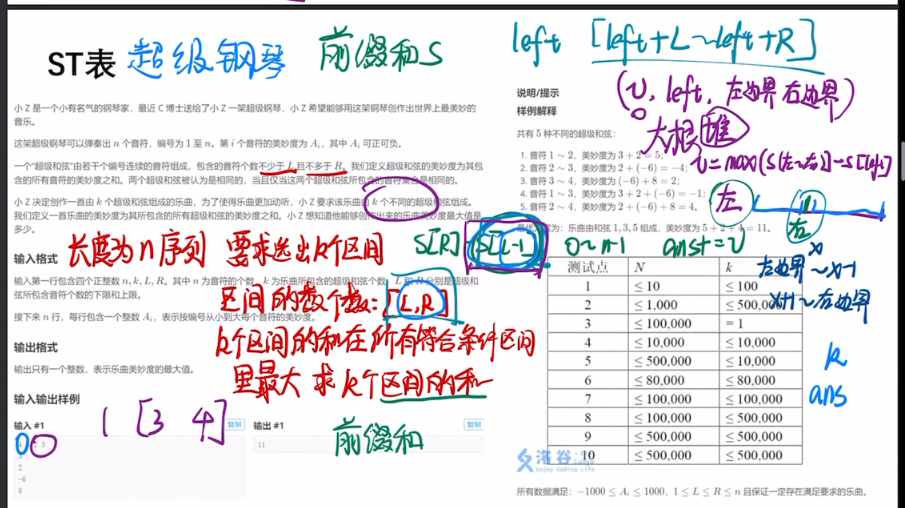 ST表 超级钢琴 前缀和S
小 Z 是一个小有名气的钢琴家，最近 C 博士送给了小 Z 一架超级钢琴，小 Z 希望能够用这架钢琴创作出世界上最美妙的
音乐。
这架超级钢琴可以弹奏出 n 个音符，编号为 1 至 n。第 i 个音符的美妙度为 Ai，其中 Ai 可正可负。
一个“超级和弦”由若干个编号连续的音符组成，包含的音符个数不少于 L 且不多于 R。我们定义超级和弦的美妙度为其包
含的所有音符的美妙度之和。两个超级和弦被认为是相同的，当且仅当这两个超级和弦所包含的音符集合是相同的。
小 Z 决定创作一首由 k 个超级和弦组成的乐曲，为了使得乐曲更加动听，小 Z 要求该乐曲由 k 个不同的超级和弦组成。
我们定义一首乐曲的美妙度为其所包含的所有超级和弦的美妙度之和。小 Z 想知道他能够创作出来的乐曲美妙度最大值是
多少。
长度为n序列 要求选出k个区间
输入格式
输入第一行包含四个正整数 n, k, L, R。其中 n 为音符的个数，k 为乐曲所包含的超级和弦个数，L 和 R 分别是超级和
弦所包含音符个数的下限和上限。
区间的数个数:[L,R]
接下来 n 行，每行包含一个整数 Ai，表示按编号从小到大每个音符的美妙度。
k个区间的和在所有符合条件区间
里最大 求k个区间的和
输出格式
输出只有一个整数，表示乐曲美妙度的最大值。
输入输出样例
1 [3 4]
前缀和
输入 #1 复制
3
2
-6
8
输出 #1 复制
11
left [left+L~left+R]
说明/提示
(v, left, 左边界 右边界)
样例解释
大根堆
共有 5 种不同的超级和弦：
v=max(S[左~右])-S[left]
1. 音符 1 ~ 2，美妙度为 3 + 2 = 5；
2. 音符 2 ~ 3，美妙度为 2 + (−6) = −4；
3. 音符 3 ~ 4，美妙度为 (−6) + 8 = 2；
4. 音符 1 ~ 3，美妙度为 3 + 2 + (−6) = −1；
5. 音符 2 ~ 4，美妙度为 2 + (−6) + 8 = 4。
左 右
为：乐曲由和弦 1, 3, 5 组成，美妙度为 5 + 2 + 4 = 11。
S[R]-S[L-1] 0~n-1 ans+=v
x
左边界~x-1
x+1~右边界
k
ans
测试点 N k
1 ≤ 10 ≤ 100
2 ≤ 1,000 ≤ 500,000
3 ≤ 100,000 = 1
4 ≤ 10,000 ≤ 10,000
5 ≤ 500,000 ≤ 10,000
6 ≤ 80,000 ≤ 80,000
7 ≤ 100,000 ≤ 100,000
8 ≤ 100,000 ≤ 500,000
9 ≤ 500,000 ≤ 500,000
10 ≤ 500,000 ≤ 500,000
洛谷
Enjoy Coding Life
所有数据满足：−1000 ≤ Ai ≤ 1000，1 ≤ L ≤ R ≤ n 且保证一定存在满足要求的乐曲。